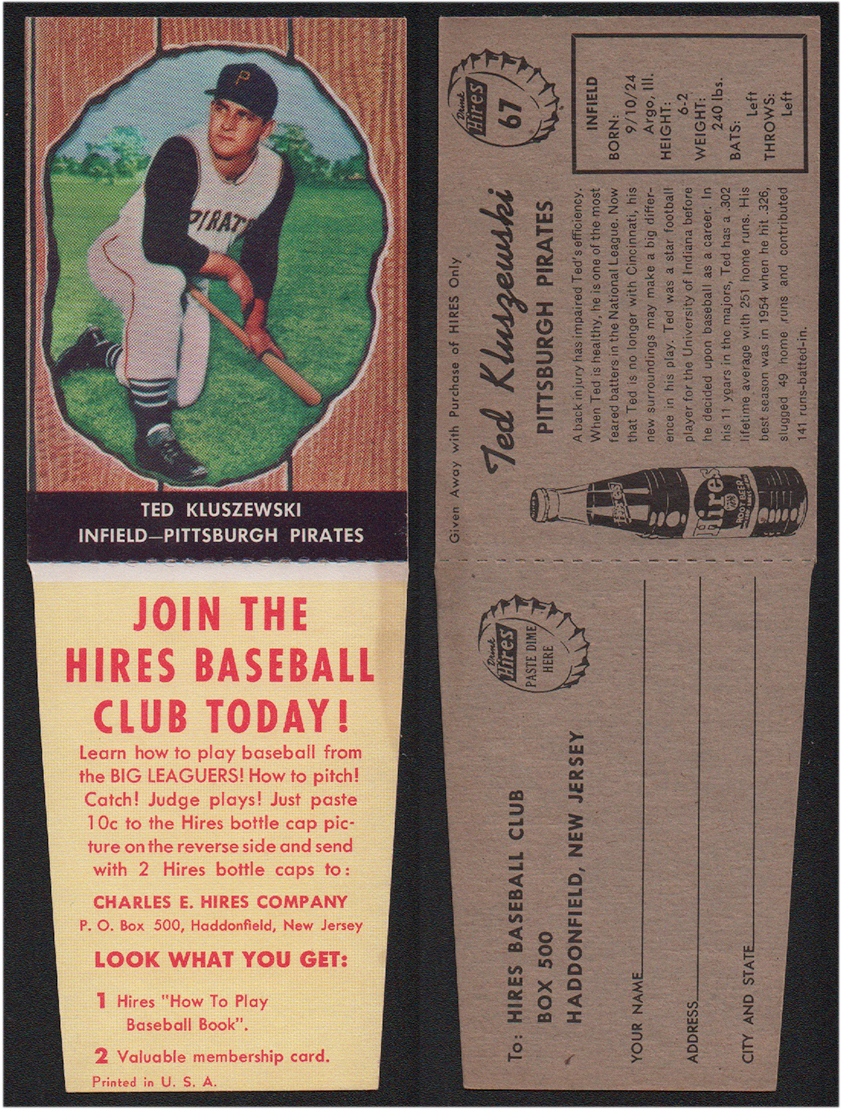 P
PIRAT
TED KLUSZEWSKI
INFIELD—PITTSBURGH PIRATES
JOIN THE
HIRES BASEBALL
CLUB TODAY!
Learn how to play baseball from
the BIG LEAGUERS! How to pitch!
Catch! Judge plays! Just paste
10c to the Hires bottle cap pic-
ture on the reverse side and send
with 2 Hires bottle caps to:
CHARLES E. HIRES COMPANY
P. O. Box 500, Haddonfield, New Jersey
LOOK WHAT YOU GET:
1 Hires "How To Play
Baseball Book".
2 Valuable membership card.
Printed in U. S. A.
Given Away with Purchase of HIRES Only
Drink
Hires
67
Ted Kluszewski
PITTSBURGH PIRATES
INFIELD
BORN:
9/10/24
Argo, Ill.
HEIGHT:
6-2
WEIGHT:
240 lbs.
BATS:
Left
THROWS:
Left
A back injury has impaired Ted's efficiency.
When Ted is healthy, he is one of the most
feared batters in the National League. Now
that Ted is no longer with Cincinnati, his
new surroundings may make a big differ-
ence in his play. Ted was a star football
player for the University of Indiana before
he decided upon baseball as a career. In
his 11 years in the majors, Ted has a .302
lifetime average with 251 home runs. His
best season was in 1954 when he hit .326,
slugged 49 home runs and contributed
141 runs-batted-in.
Hires
Hires
ROOT BEER
Drink
Hires
PASTE DIME
HERE
To: HIRES BASEBALL CLUB
BOX 500
HADDONFIELD, NEW JERSEY
YOUR NAME
ADDRESS
CITY AND STATE